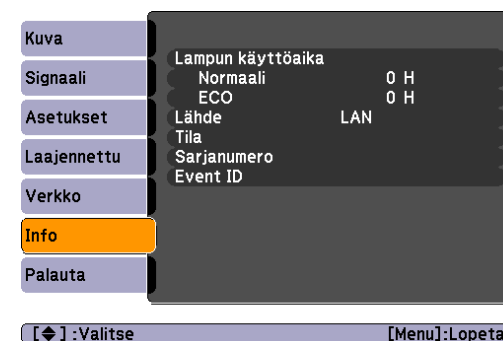 Kuva
Signaali
Asetukset
Laajennettu
Verkko
Info
Palauta
Lampun käyttöaika
Normaali 0 H
ECO 0 H
Lähde LAN
Tila
Sarjanumero
Event ID
[◆] :Valitse [Menu]:Lopeta